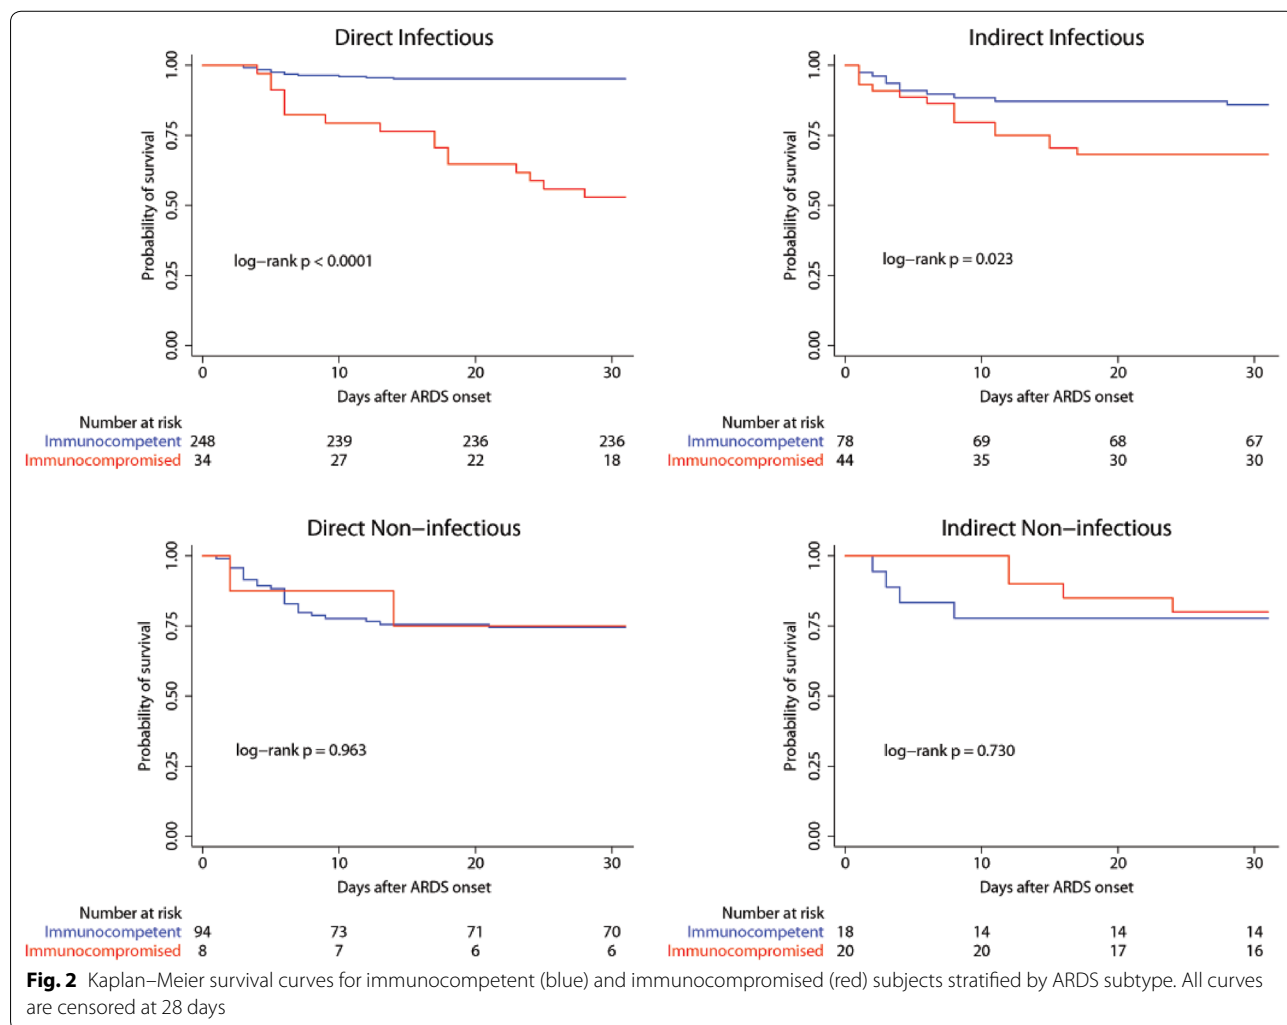 Direct Infectious
Probability of survival
1.00
0.75
0.50
0.25
0.00
log−rank p < 0.0001
0 10 20 30
Days after ARDS onset
Number at risk
Immunocompetent 248 239 236 236
Immunocompromised 34 27 22 18
Indirect Infectious
Probability of survival
1.00
0.75
0.50
0.25
0.00
log−rank p = 0.023
0 10 20 30
Days after ARDS onset
Number at risk
Immunocompetent 78 69 68 67
Immunocompromised 44 35 30 30
Direct Non−infectious
Probability of survival
1.00
0.75
0.50
0.25
0.00
log−rank p = 0.963
0 10 20 30
Days after ARDS onset
Number at risk
Immunocompetent 94 73 71 70
Immunocompromised 8 7 6 6
Indirect Non−infectious
Probability of survival
1.00
0.75
0.50
0.25
0.00
log−rank p = 0.730
0 10 20 30
Days after ARDS onset
Number at risk
Immunocompetent 18 14 14 14
Immunocompromised 20 20 17 16
Fig. 2 Kaplan–Meier survival curves for immunocompetent (blue) and immunocompromised (red) subjects stratified by ARDS subtype. All curves
are censored at 28 days